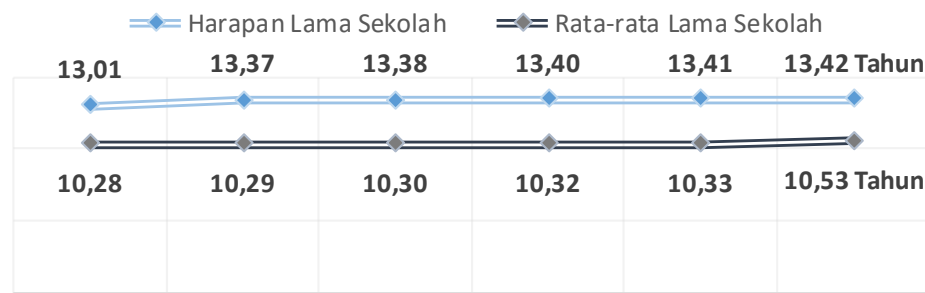 Harapan Lama Sekolah Rata-rata Lama Sekolah
13,01 13,37 13,38 13,40 13,41 13,42 Tahun
10,28 10,29 10,30 10,32 10,33 10,53 Tahun